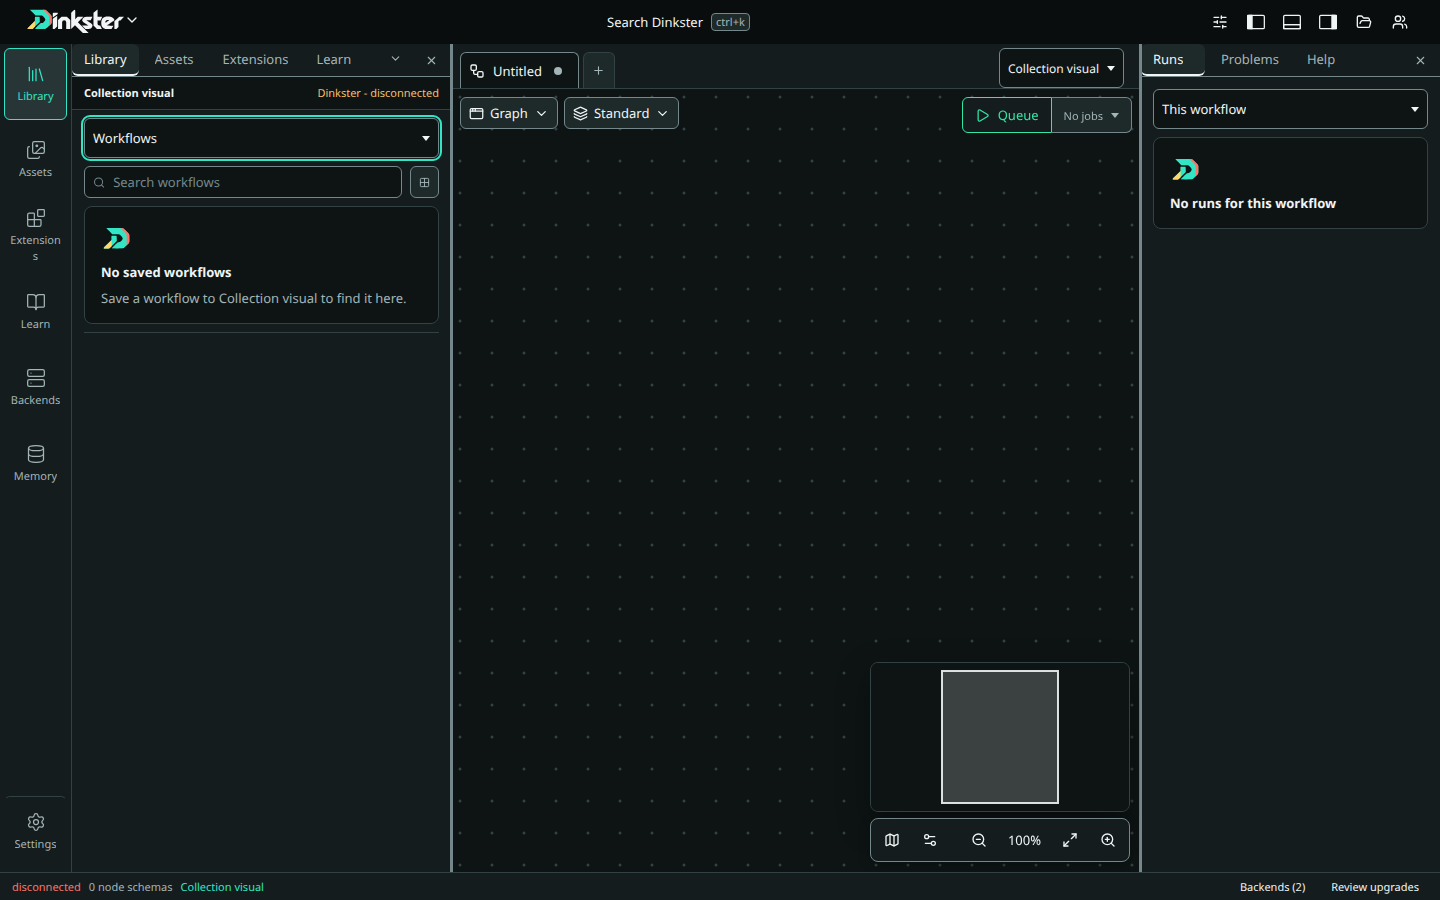 Dinkster
Search Dinkster ctrl+k
Library
Assets
Extensions
Learn
Backends
Memory
Settings
Library Assets Extensions Learn
Collection visual Dinkster - disconnected
Workflows
Search workflows
No saved workflows
Save a workflow to Collection visual to find it here.
Untitled
Collection visual
Graph Standard
Queue No jobs
100%
Runs Problems Help
This workflow
No runs for this workflow
disconnected 0 node schemas Collection visual
Backends (2) Review upgrades